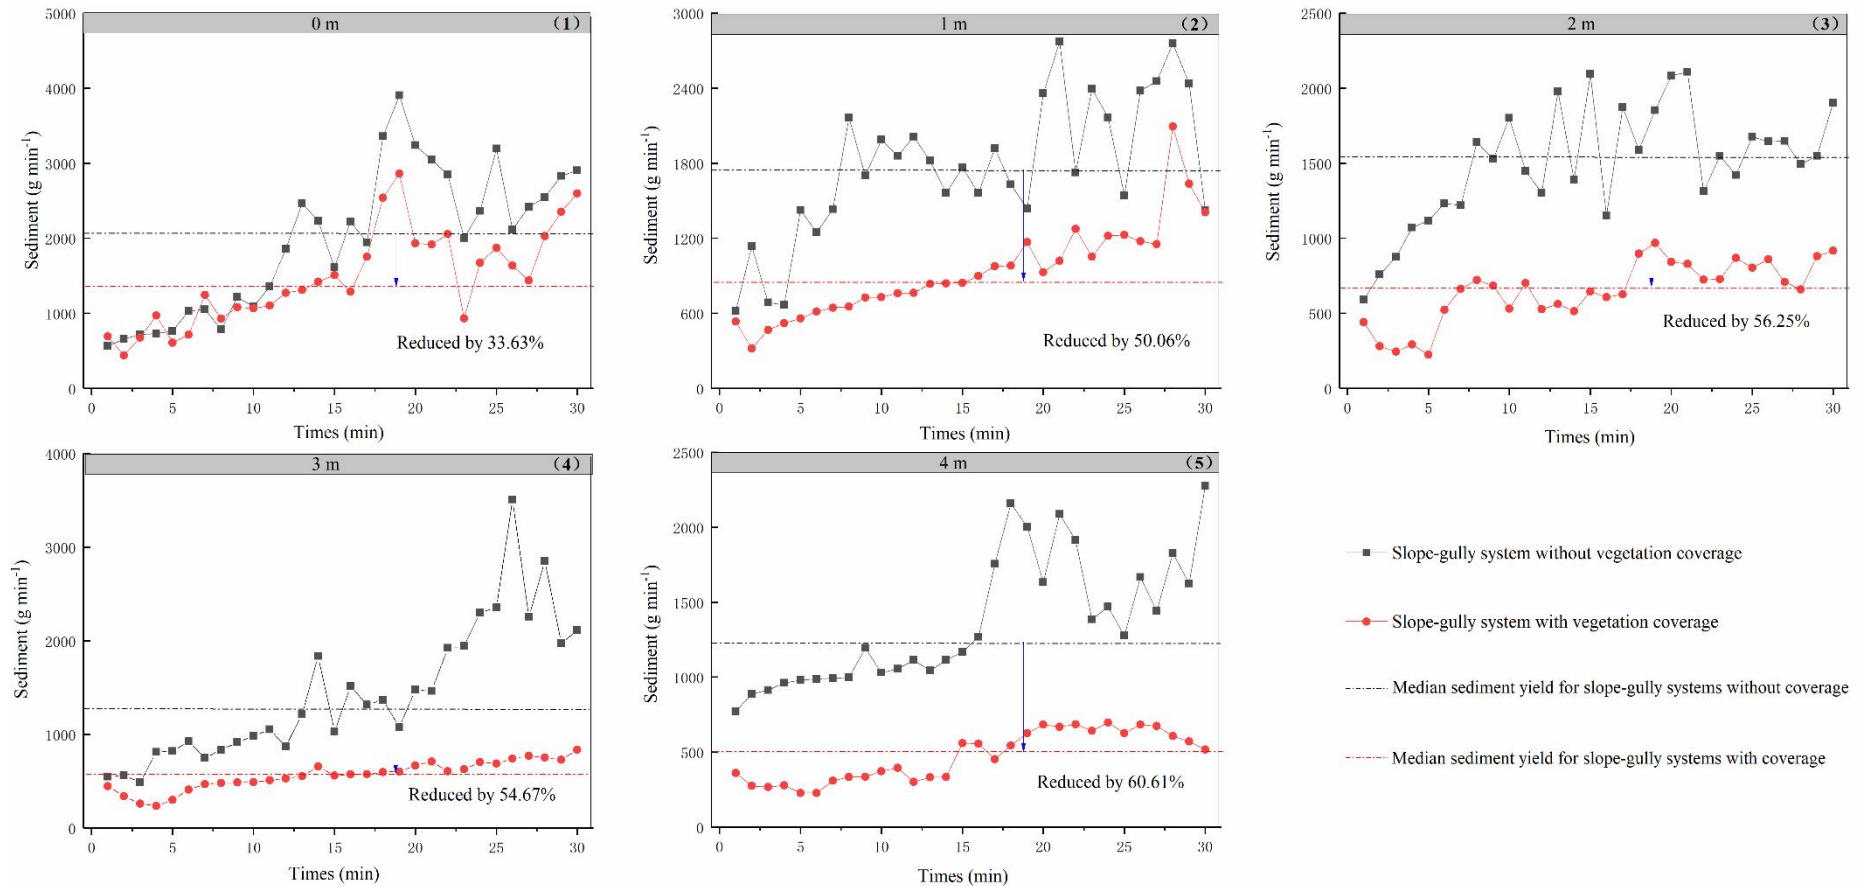 0 m
(1)
5000
4000
3000
2000
1000
0
Sediment (g min⁻¹)
Reduced by 33.63%
0 5 10 15 20 25 30
Times (min)
1 m
(2)
3000
2400
1800
1200
600
0
Sediment (g min⁻¹)
Reduced by 50.06%
0 5 10 15 20 25 30
Times (min)
2 m
(3)
2500
2000
1500
1000
500
0
Sediment (g min⁻¹)
Reduced by 56.25%
0 5 10 15 20 25 30
Times (min)
3 m
(4)
4000
3000
2000
1000
0
Sediment (g min⁻¹)
Reduced by 54.67%
0 5 10 15 20 25 30
Times (min)
4 m
(5)
2500
2000
1500
1000
500
0
Sediment (g min⁻¹)
Reduced by 60.61%
0 5 10 15 20 25 30
Times (min)
Slope-gully system without vegetation coverage
Slope-gully system with vegetation coverage
Median sediment yield for slope-gully systems without coverage
Median sediment yield for slope-gully systems with coverage